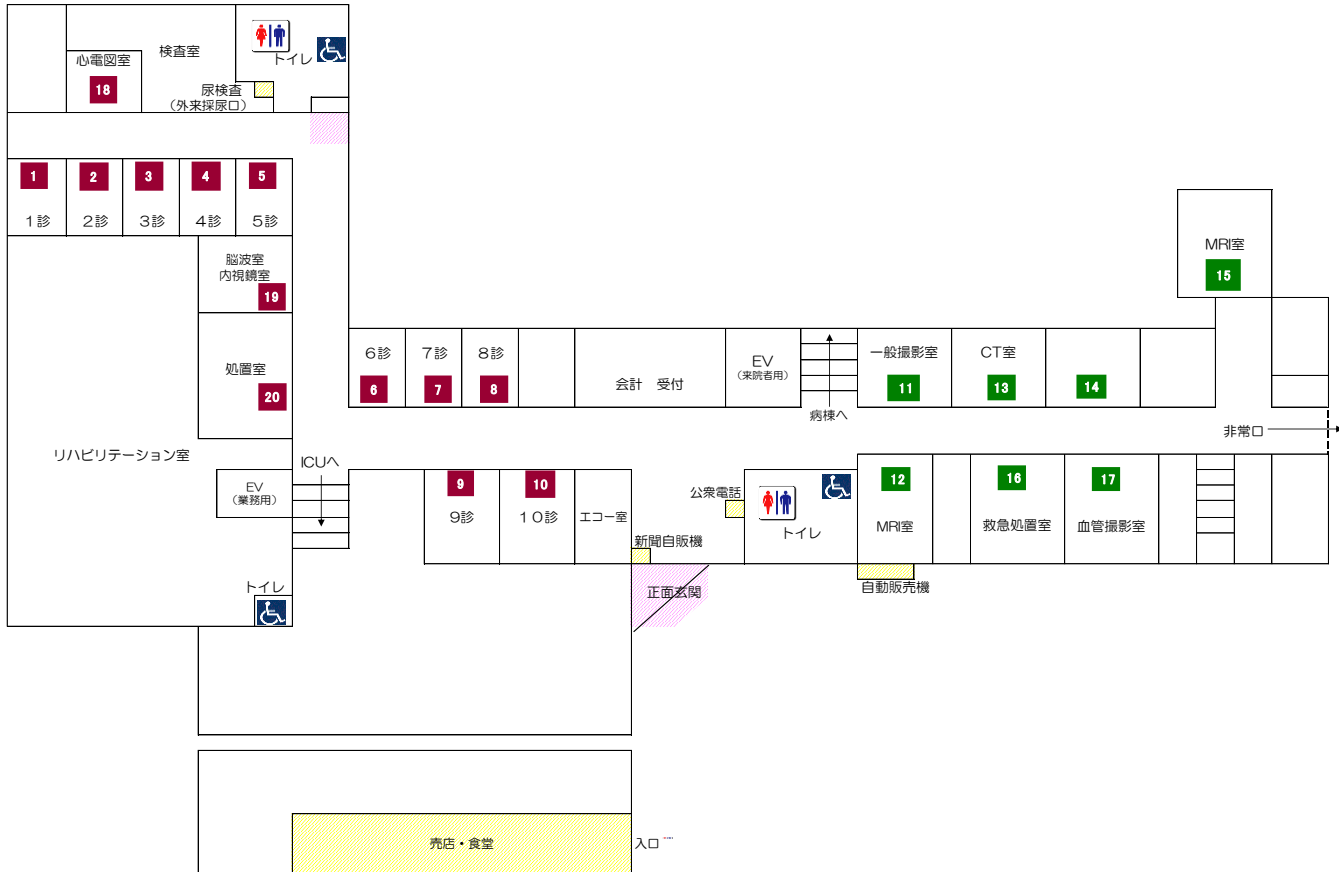 検査室
心電図室
18
トイレ
尿検査
（外来採尿口）
1
2
3
4
5
１診
２診
３診
４診
５診
脳波室
内視鏡室
19
処置室
20
リハビリテーション室
EV
（業務用）
ICUへ
トイレ
６診
７診
８診
6
7
8
会計　受付
EV
（来院者用）
病棟へ
一般撮影室
11
CT室
13
14
MRI室
15
非常口
9
９診
10
１０診
エコー室
新聞自販機
正面玄関
公衆電話
トイレ
12
MRI室
自動販売機
16
救急処置室
17
血管撮影室
売店・食堂
入口